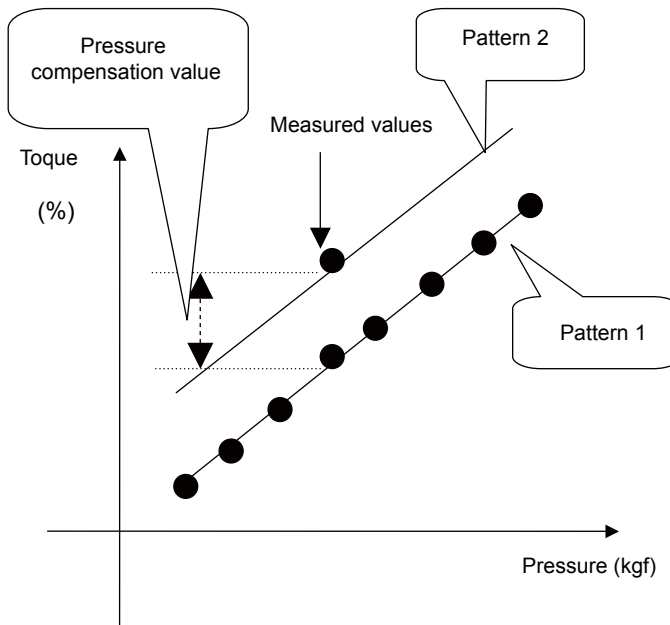 Pressure
compensation value
Pattern 2
Measured values
Toque
(%)
Pattern 1
Pressure (kgf)